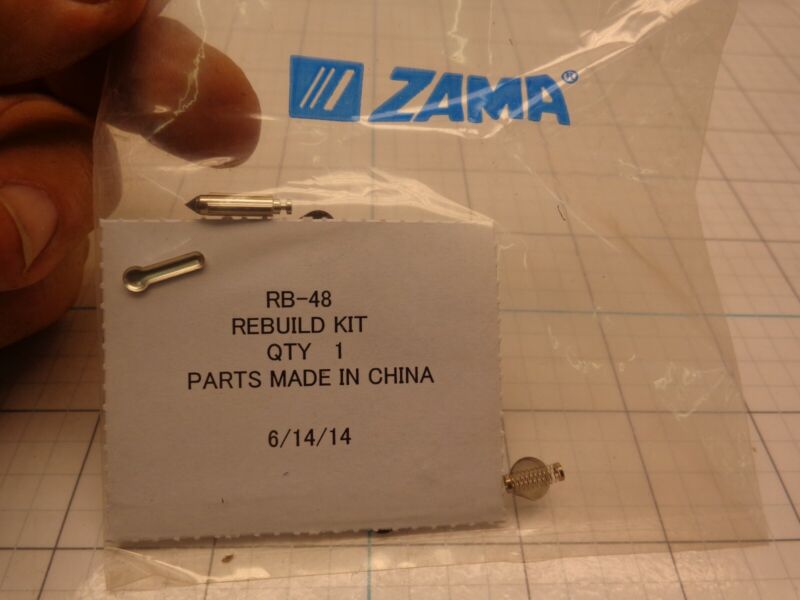 ZAMA®
RB-48
REBUILD KIT
QTY 1
PARTS MADE IN CHINA
6/14/14